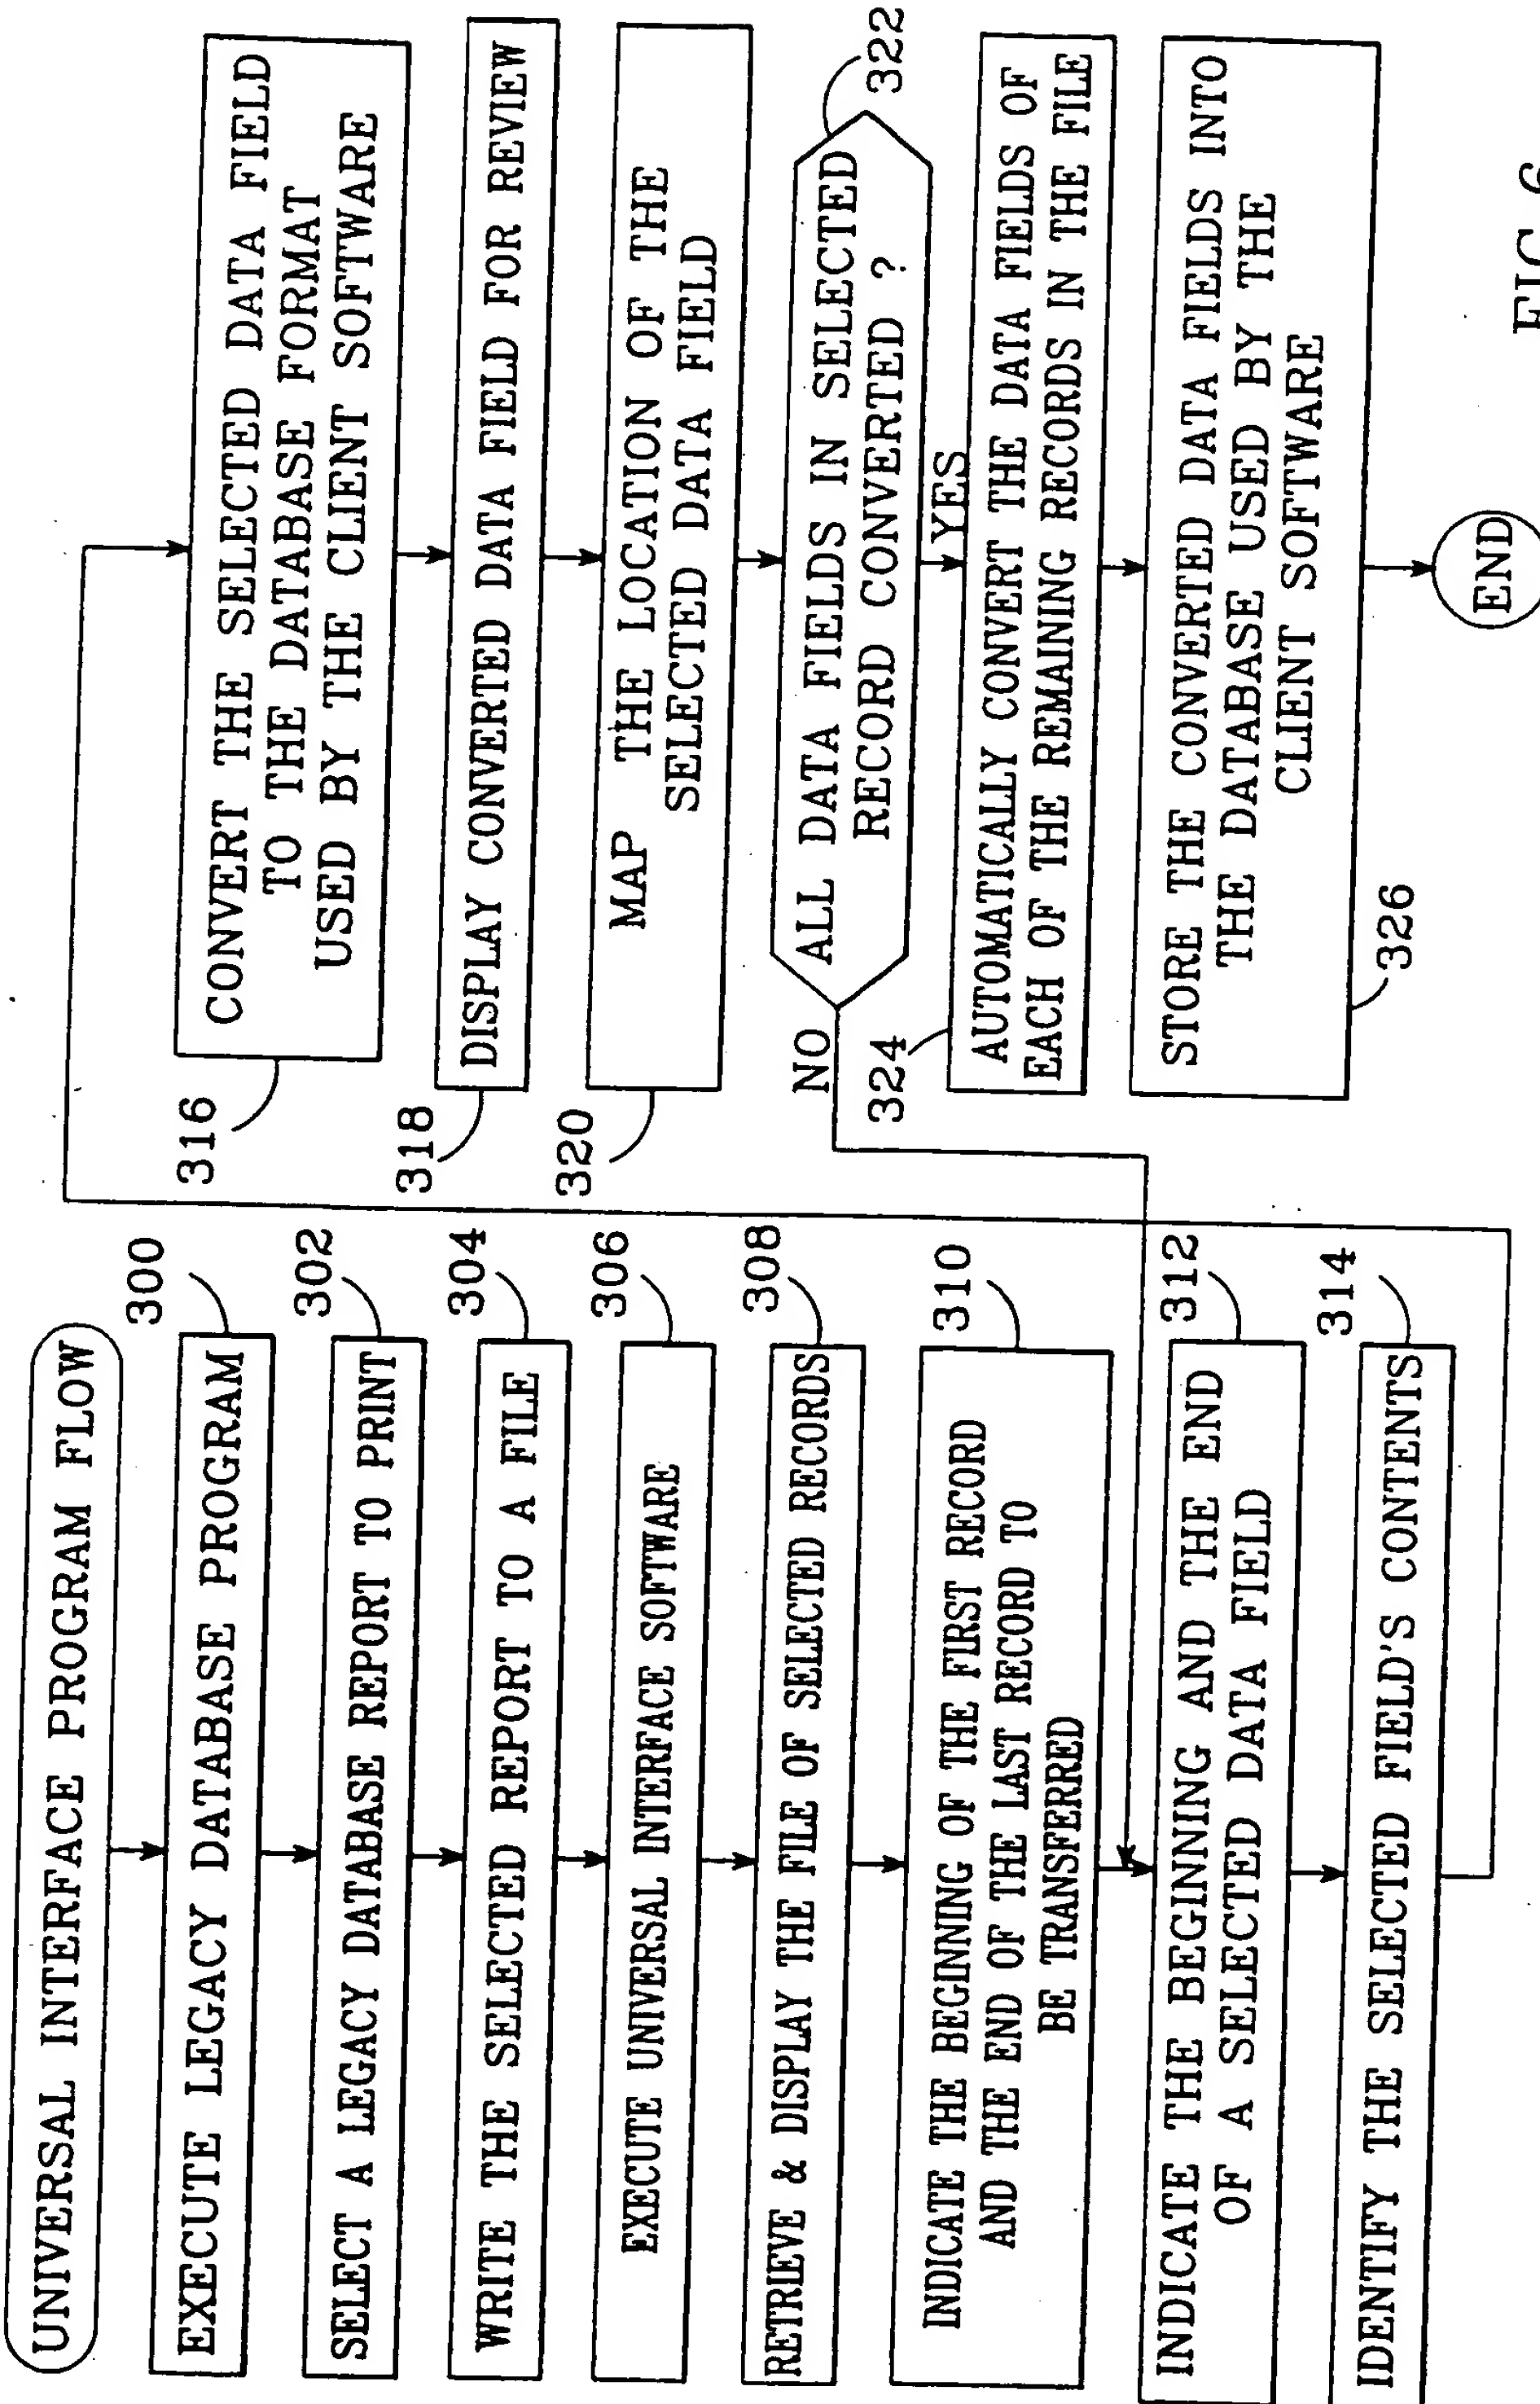 UNIVERSAL INTERFACE PROGRAM FLOW
300
EXECUTE LEGACY DATABASE PROGRAM
302
SELECT A LEGACY DATABASE REPORT TO PRINT
304
WRITE THE SELECTED REPORT TO A FILE
306
EXECUTE UNIVERSAL INTERFACE SOFTWARE
308
RETRIEVE & DISPLAY THE FILE OF SELECTED RECORDS
310
INDICATE THE BEGINNING OF THE FIRST RECORD
AND THE END OF THE LAST RECORD TO
BE TRANSFERRED
312
INDICATE THE BEGINNING AND THE END
OF A SELECTED DATA FIELD
314
IDENTIFY THE SELECTED FIELD'S CONTENTS
316
CONVERT THE SELECTED DATA FIELD
TO THE DATABASE FORMAT
USED BY THE CLIENT SOFTWARE
318
DISPLAY CONVERTED DATA FIELD FOR REVIEW
320
MAP THE LOCATION OF THE
SELECTED DATA FIELD
322
ALL DATA FIELDS IN SELECTED
RECORD CONVERTED ?
NO
YES
324
AUTOMATICALLY CONVERT THE DATA FIELDS OF
EACH OF THE REMAINING RECORDS IN THE FILE
STORE THE CONVERTED DATA FIELDS INTO
THE DATABASE USED BY THE
CLIENT SOFTWARE
326
END
FIG. 6